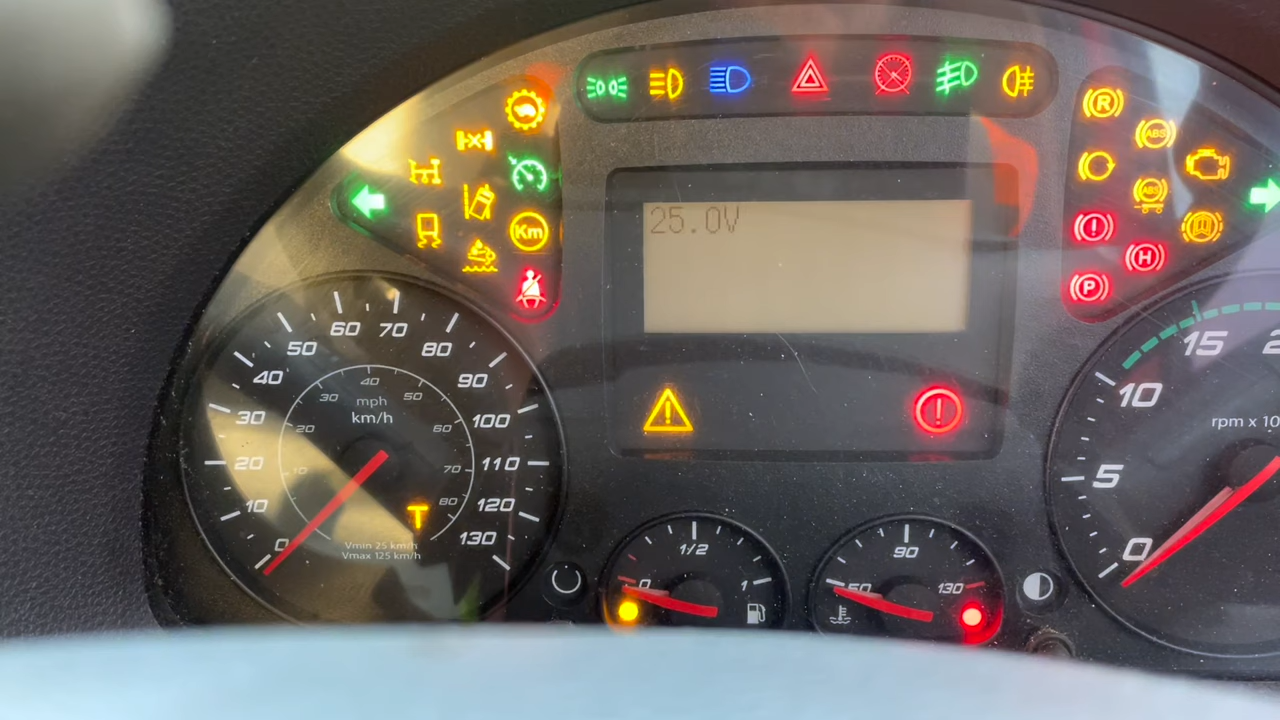 25.0V
R
ABS
ABS
Km
H
P
60 70
50 80
40 90
30 100
20 110
10 120
0 130
40
30 50
20 60
10 70
80
mph
km/h
T
Vmin 25 km/h
Vmax 125 km/h
1/2
0 1
90
50 130
15
10
5
0
rpm x 10